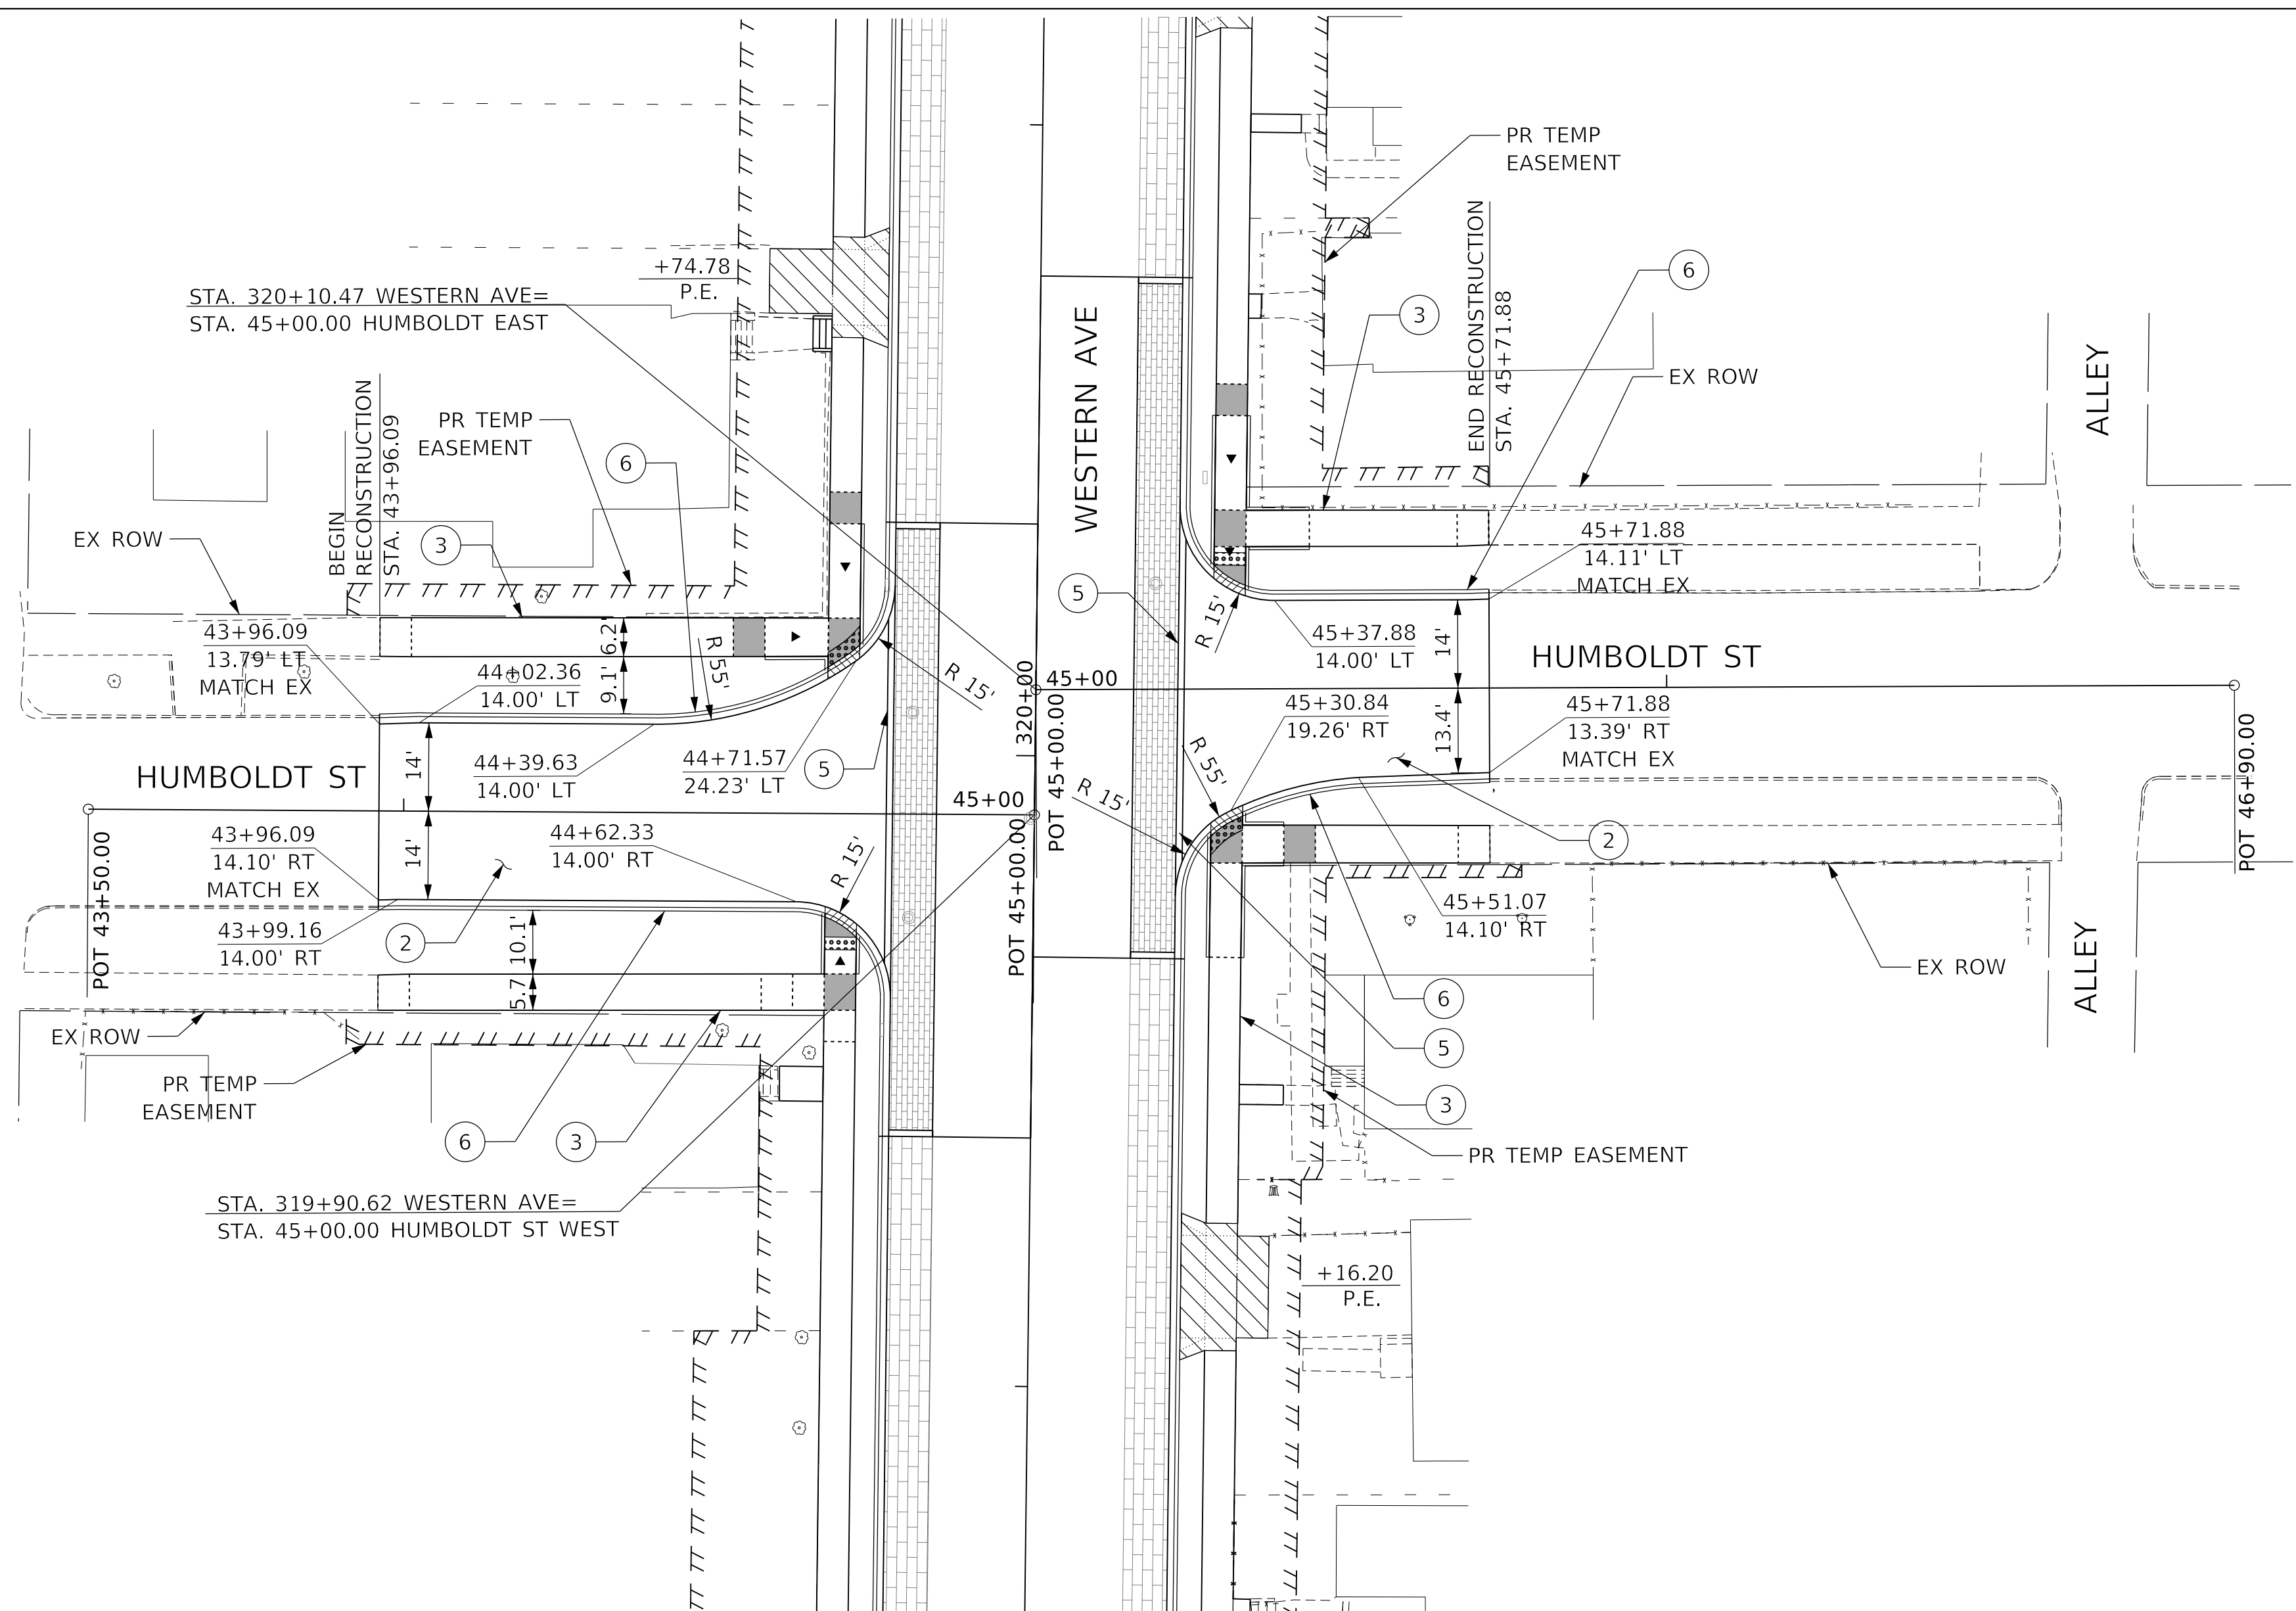 PR TEMP
EASEMENT
+74.78
P.E.
STA. 320+10.47 WESTERN AVE=
STA. 45+00.00 HUMBOLDT EAST
END RECONSTRUCTION
STA. 45+71.88
6
3
WESTERN AVE
EX ROW
ALLEY
BEGIN
RECONSTRUCTION
STA. 43+96.09
PR TEMP
EASEMENT
6
3
EX ROW
45+71.88
14.11' LT
MATCH EX
5
R 15'
45+37.88
14.00' LT
14'
HUMBOLDT ST
43+96.09
13.79' LT
MATCH EX
44+02.36
14.00' LT
6.2'
9.1'
R 55'
R 15'
320+00
45+00
POT 45+00.00
45+30.84
19.26' RT
13.4'
45+71.88
13.39' RT
MATCH EX
POT 46+90.00
HUMBOLDT ST
14'
44+39.63
14.00' LT
44+71.57
24.23' LT
5
45+00
R 55'
R 15'
2
POT 43+50.00
43+96.09
14.10' RT
MATCH EX
14'
44+62.33
14.00' RT
R 15'
POT 45+00.00
43+99.16
14.00' RT
2
10.1'
5.7
45+51.07
14.10' RT
EX ROW
ALLEY
EX ROW
6
5
3
PR TEMP
EASEMENT
6
3
PR TEMP EASEMENT
STA. 319+90.62 WESTERN AVE=
STA. 45+00.00 HUMBOLDT ST WEST
+16.20
P.E.